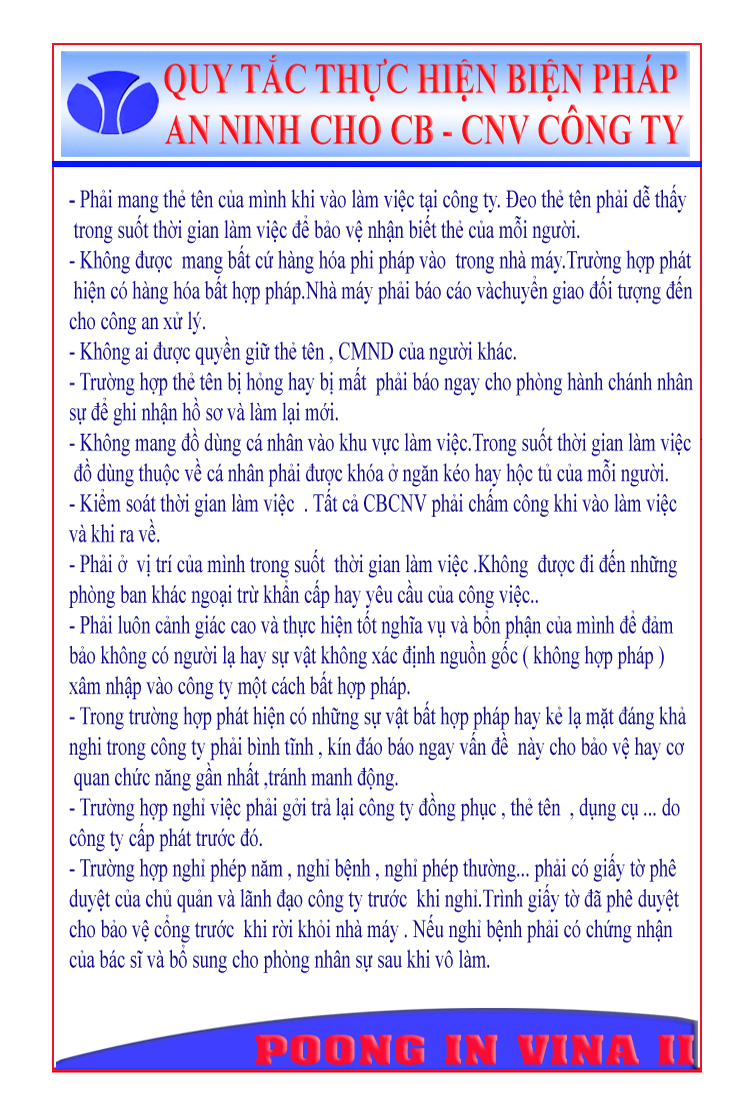 QUY TẮC THỰC HIỆN BIỆN PHÁP
AN NINH CHO CB - CNV CÔNG TY
- Phải mang thẻ tên của mình khi vào làm việc tại công ty. Đeo thẻ tên phải dễ thấy
trong suốt thời gian làm việc để bảo vệ nhận biết thẻ của mỗi người.
- Không được mang bất cứ hàng hóa phi pháp vào trong nhà máy.Trường hợp phát
hiện có hàng hóa bất hợp pháp.Nhà máy phải báo cáo vàchuyển giao đối tượng đến
cho công an xử lý.
- Không ai được quyền giữ thẻ tên , CMND của người khác.
- Trường hợp thẻ tên bị hỏng hay bị mất phải báo ngay cho phòng hành chánh nhân
sự để ghi nhận hồ sơ và làm lại mới.
- Không mang đồ dùng cá nhân vào khu vực làm việc.Trong suốt thời gian làm việc
đồ dùng thuộc về cá nhân phải được khóa ở ngăn kéo hay hộc tủ của mỗi người.
- Kiểm soát thời gian làm việc . Tất cả CBCNV phải chấm công khi vào làm việc
và khi ra về.
- Phải ở vị trí của mình trong suốt thời gian làm việc .Không được đi đến những
phòng ban khác ngoại trừ khẩn cấp hay yêu cầu của công việc..
- Phải luôn cảnh giác cao và thực hiện tốt nghĩa vụ và bổn phận của mình để đảm
bảo không có người lạ hay sự vật không xác định nguồn gốc ( không hợp pháp )
xâm nhập vào công ty một cách bất hợp pháp.
- Trong trường hợp phát hiện có những sự vật bất hợp pháp hay kẻ lạ mặt đáng khả
nghi trong công ty phải bình tĩnh , kín đáo báo ngay vấn đề này cho bảo vệ hay cơ
quan chức năng gần nhất ,tránh manh động.
- Trường hợp nghỉ việc phải gởi trả lại công ty đồng phục , thẻ tên , dụng cụ ... do
công ty cấp phát trước đó.
- Trường hợp nghỉ phép năm , nghỉ bệnh , nghỉ phép thường... phải có giấy tờ phê
duyệt của chủ quản và lãnh đạo công ty trước khi nghỉ.Trình giấy tờ đã phê duyệt
cho bảo vệ cổng trước khi rời khỏi nhà máy . Nếu nghỉ bệnh phải có chứng nhận
của bác sĩ và bổ sung cho phòng nhân sự sau khi vô làm.
POONG IN VINA II